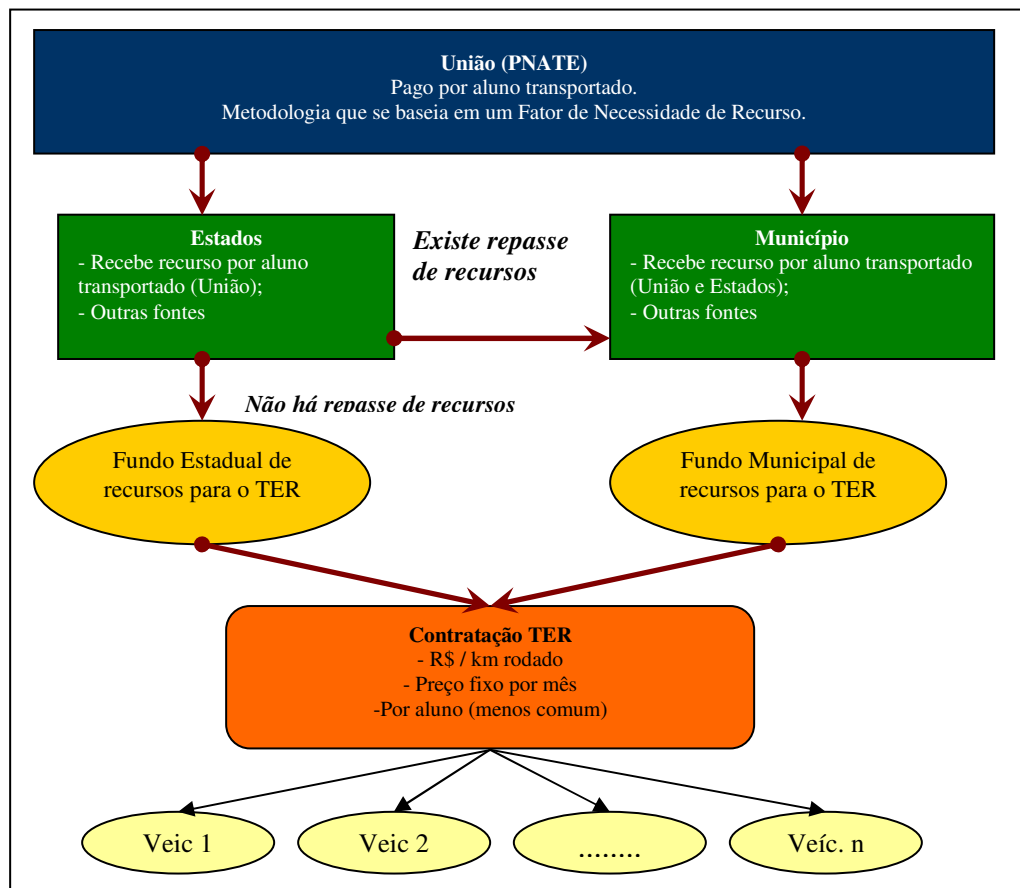 União (PNATE)
Pago por aluno transportado.
Metodologia que se baseia em um Fator de Necessidade de Recurso.
Estados
- Recebe recurso por aluno
transportado (União);
- Outras fontes
Existe repasse
de recursos
Município
- Recebe recurso por aluno transportado
(União e Estados);
- Outras fontes
Não há repasse de recursos
Fundo Estadual de
recursos para o TER
Fundo Municipal de
recursos para o TER
Contratação TER
- R$ / km rodado
- Preço fixo por mês
-Por aluno (menos comum)
Veic 1
Veic 2
........
Veíc. n